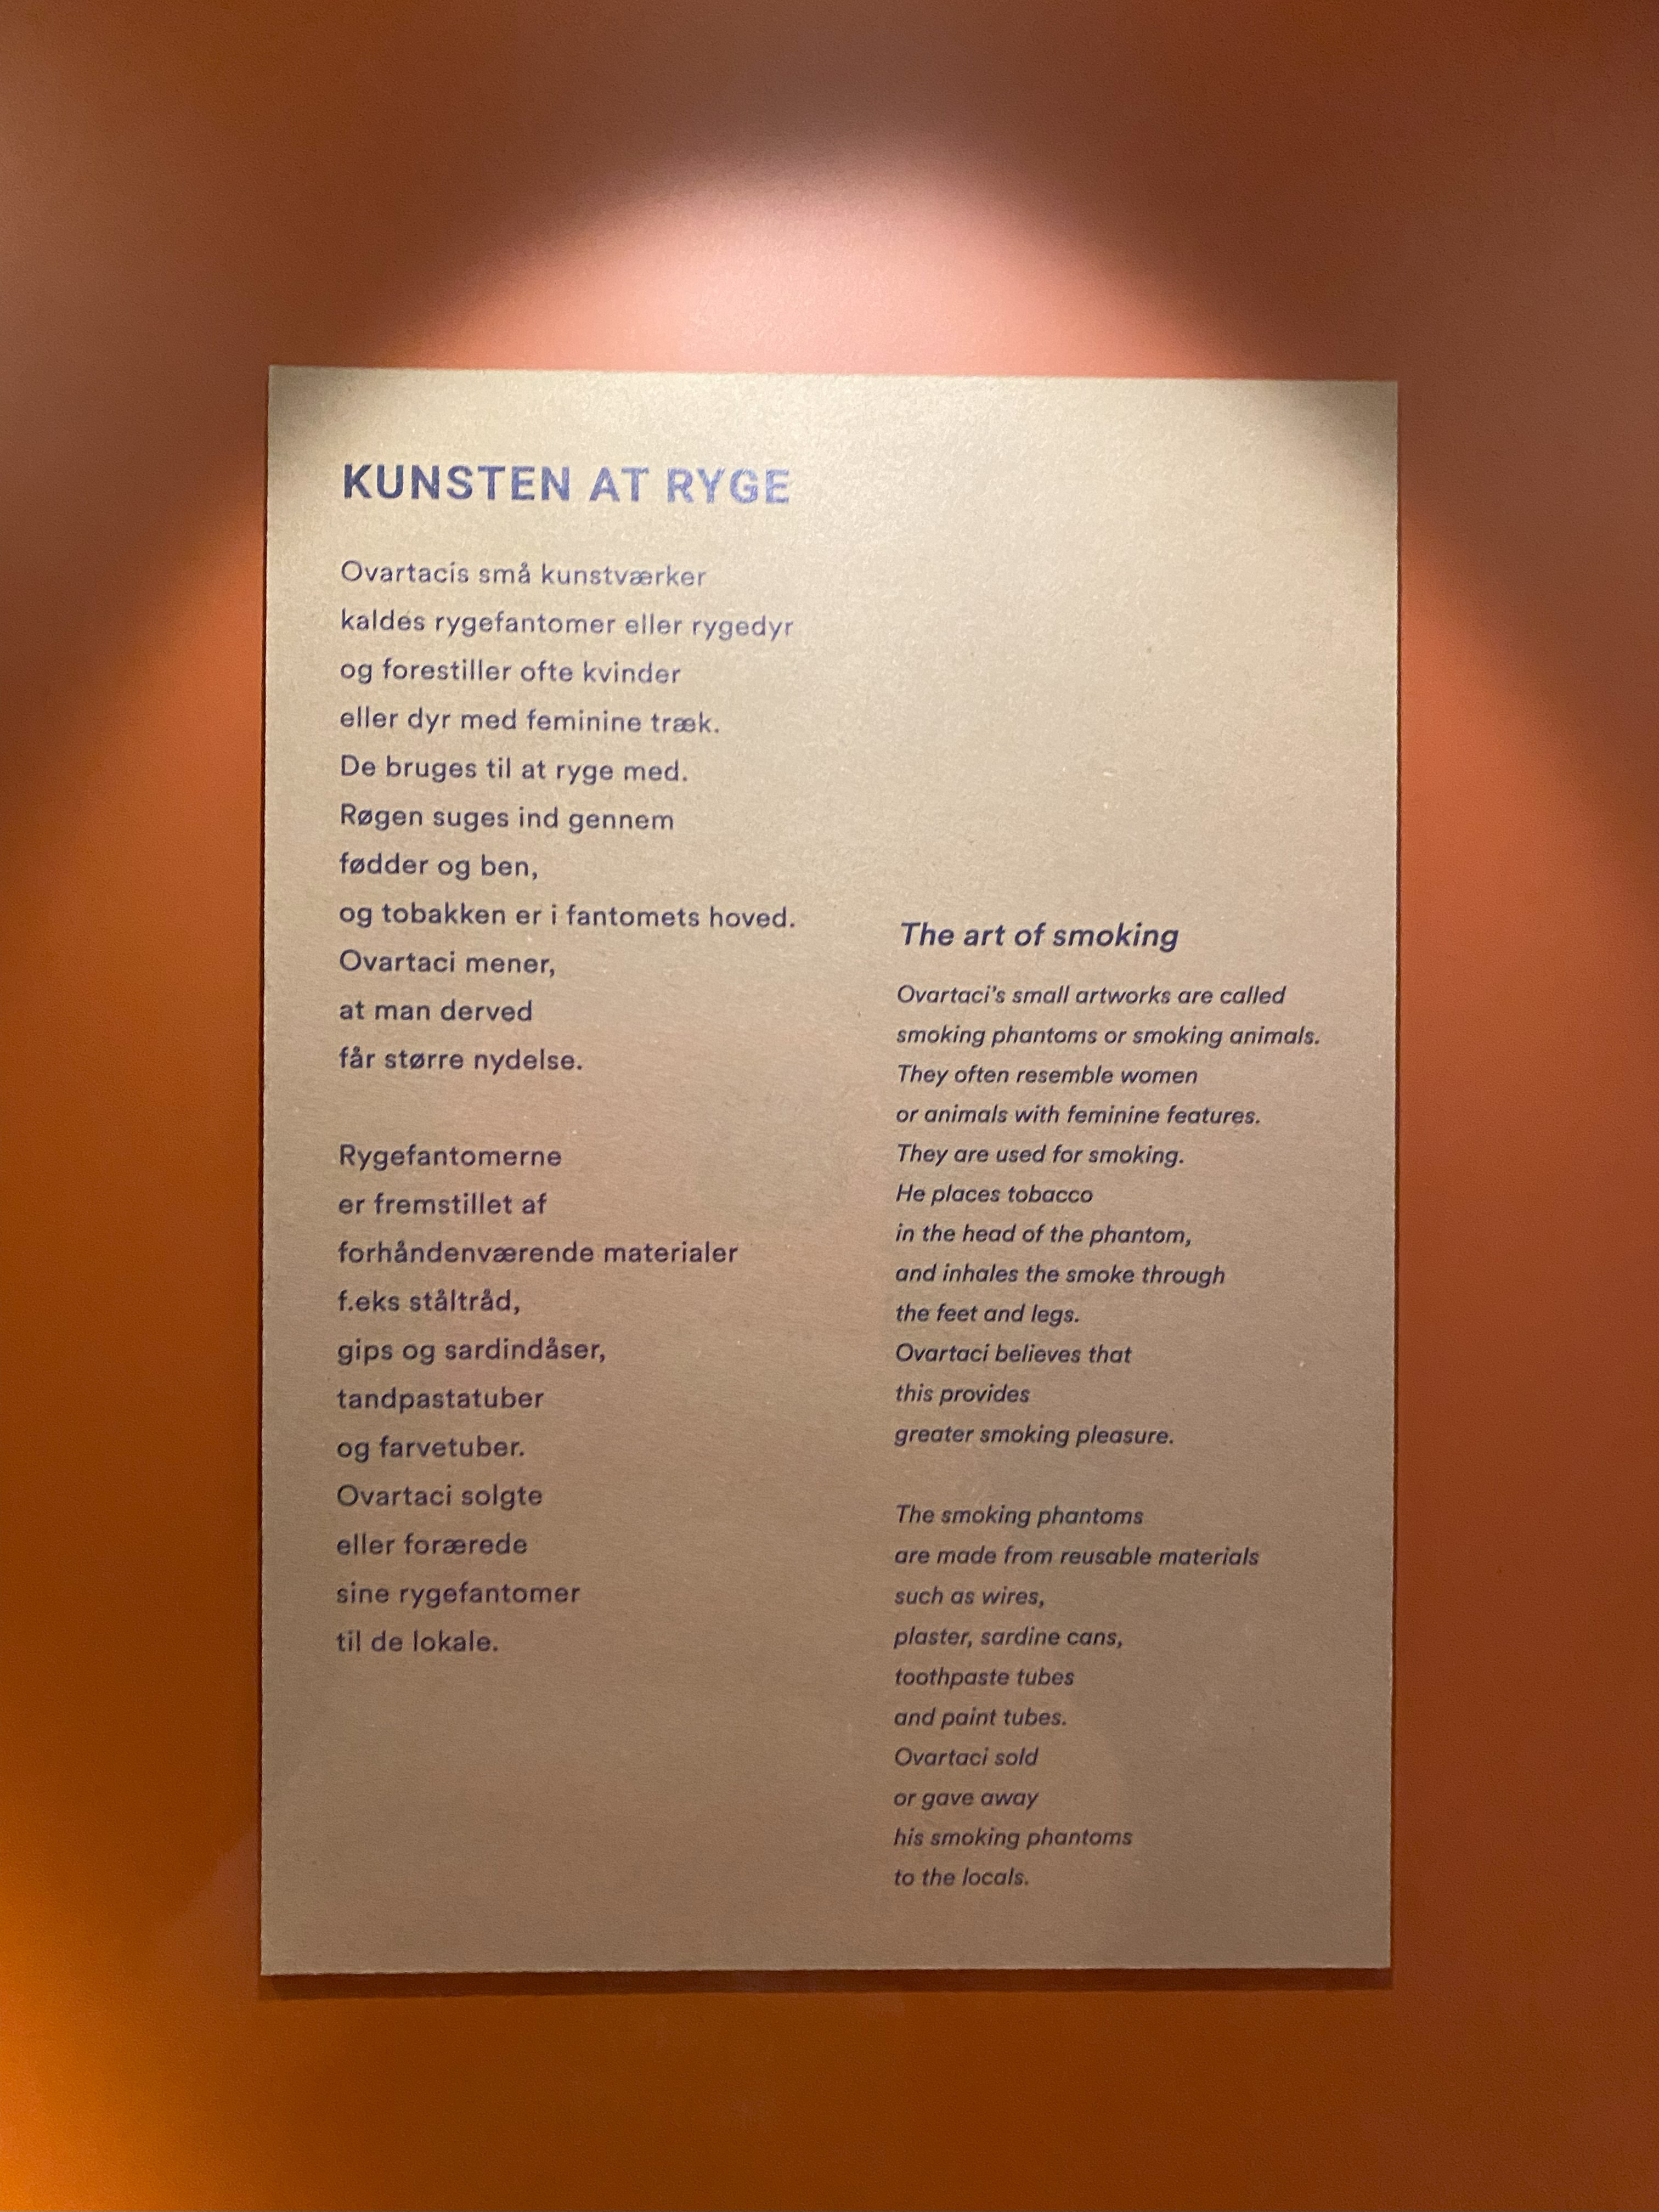 KUNSTEN AT RYGE
Ovartacis små kunstværker
kaldes rygefantomer eller rygedyr
og forestiller ofte kvinder
eller dyr med feminine træk.
De bruges til at ryge med.
Røgen suges ind gennem
fødder og ben,
og tobakken er i fantomets hoved.
Ovartaci mener,
at man derved
får større nydelse.
Rygefantomerne
er fremstillet af
forhåndenværende materialer
f.eks ståltråd,
gips og sardindåser,
tandpastatuber
og farvetuber.
Ovartaci solgte
eller forærede
sine rygefantomer
til de lokale.
The art of smoking
Ovartaci's small artworks are called
smoking phantoms or smoking animals.
They often resemble women
or animals with feminine features.
They are used for smoking.
He places tobacco
in the head of the phantom,
and inhales the smoke through
the feet and legs.
Ovartaci believes that
this provides
greater smoking pleasure.
The smoking phantoms
are made from reusable materials
such as wires,
plaster, sardine cans,
toothpaste tubes
and paint tubes.
Ovartaci sold
or gave away
his smoking phantoms
to the locals.